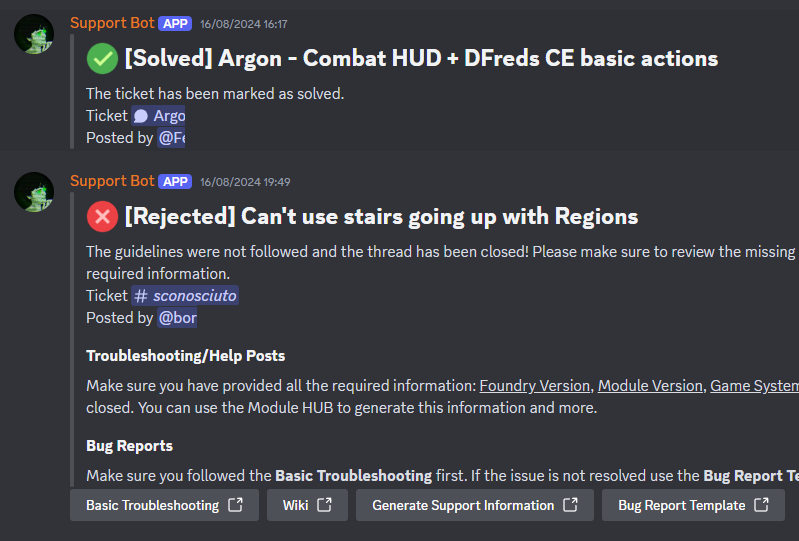 Support Bot APP 16/08/2024 16:17
[Solved] Argon - Combat HUD + DFreds CE basic actions
The ticket has been marked as solved.
Ticket Argo
Posted by @Fe
Support Bot APP 16/08/2024 19:49
[Rejected] Can't use stairs going up with Regions
The guidelines were not followed and the thread has been closed! Please make sure to review the missing
required information.
Ticket # sconosciuto
Posted by @bor
Troubleshooting/Help Posts
Make sure you have provided all the required information: Foundry Version, Module Version, Game System
closed. You can use the Module HUB to generate this information and more.
Bug Reports
Make sure you followed the Basic Troubleshooting first. If the issue is not resolved use the Bug Report Te
Basic Troubleshooting Wiki Generate Support Information Bug Report Template